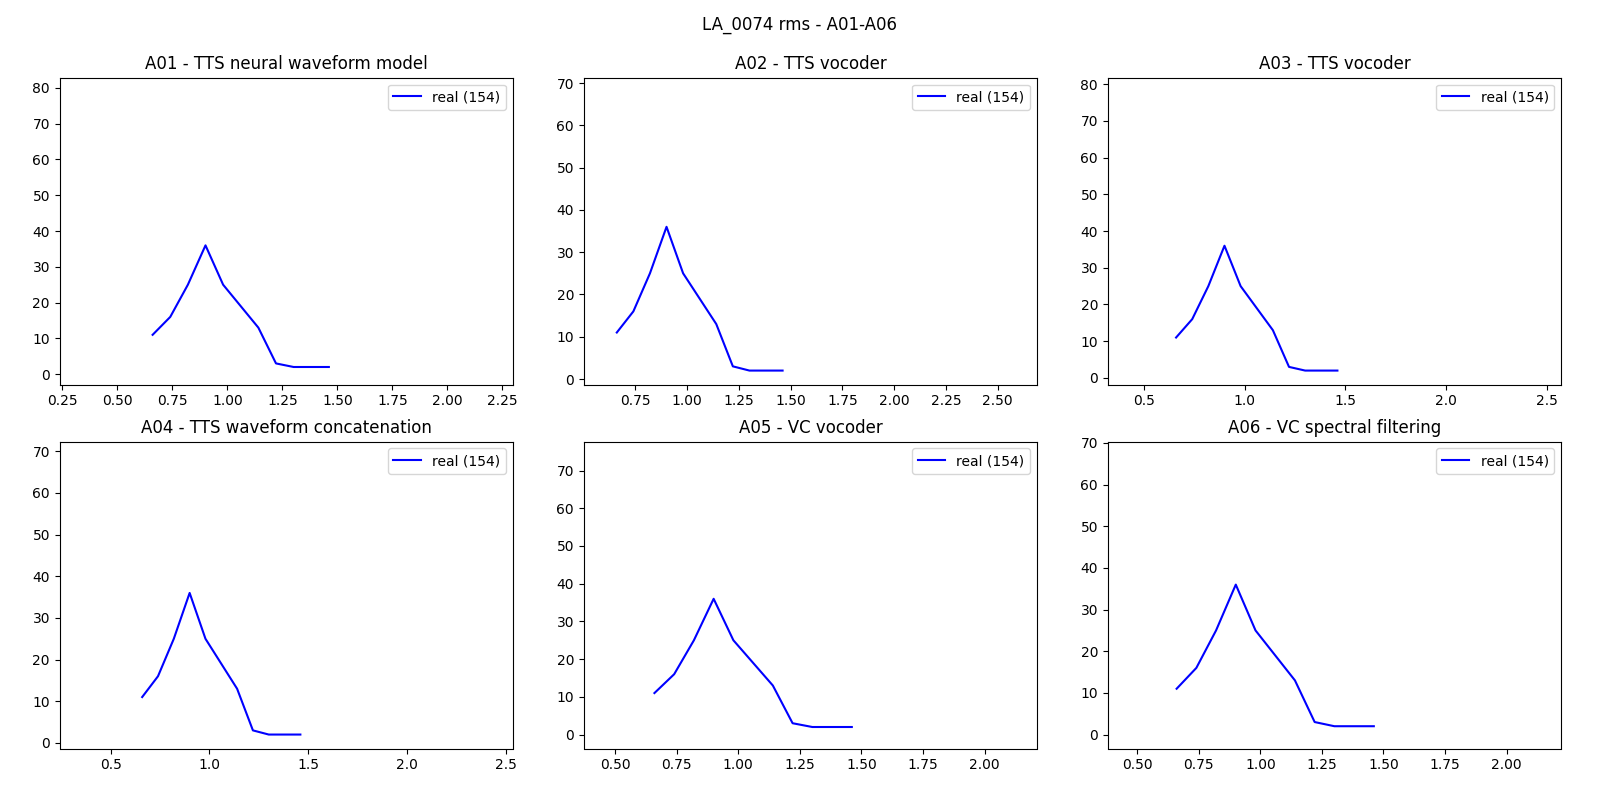 LA_0074 rms - A01-A06
A01 - TTS neural waveform model
real (154)
80
70
60
50
40
30
20
10
0
0.25 0.50 0.75 1.00 1.25 1.50 1.75 2.00 2.25
A02 - TTS vocoder
real (154)
70
60
50
40
30
20
10
0
0.75 1.00 1.25 1.50 1.75 2.00 2.25 2.50
A03 - TTS vocoder
real (154)
80
70
60
50
40
30
20
10
0
0.5 1.0 1.5 2.0 2.5
A04 - TTS waveform concatenation
real (154)
70
60
50
40
30
20
10
0
0.5 1.0 1.5 2.0 2.5
A05 - VC vocoder
real (154)
70
60
50
40
30
20
10
0
0.50 0.75 1.00 1.25 1.50 1.75 2.00
A06 - VC spectral filtering
real (154)
70
60
50
40
30
20
10
0
0.50 0.75 1.00 1.25 1.50 1.75 2.00